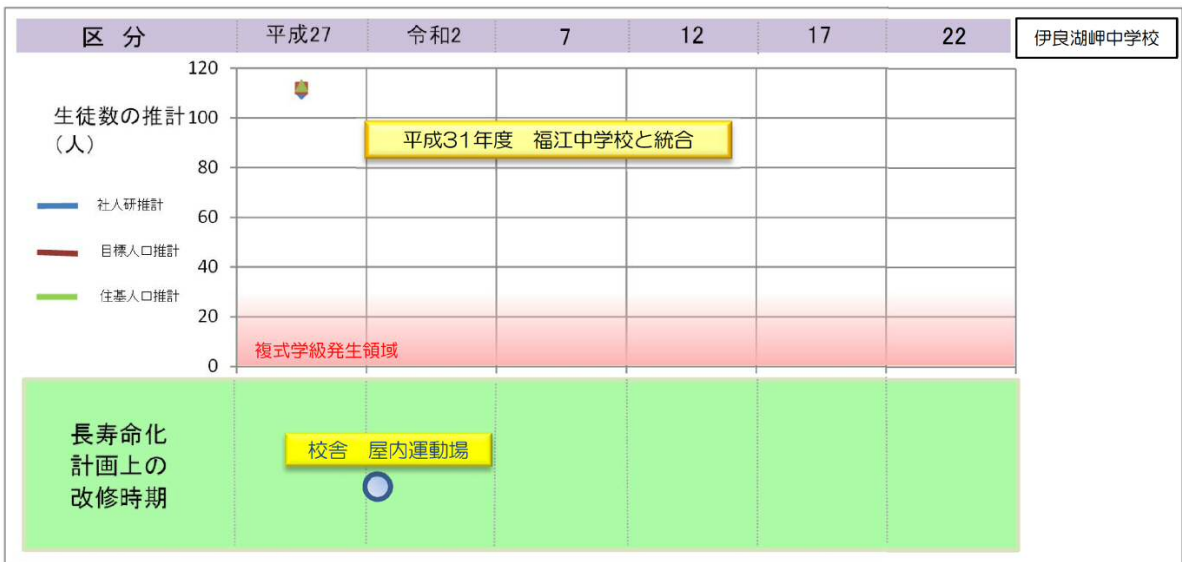 区 分 平成27 令和2 7 12 17 22 伊良湖岬中学校
生徒数の推計
(人)
120
100
80
60
40
20
0
平成31年度 福江中学校と統合
社人研推計
目標人口推計
住基人口推計
複式学級発生領域
長寿命化
計画上の
改修時期
校舎 屋内運動場